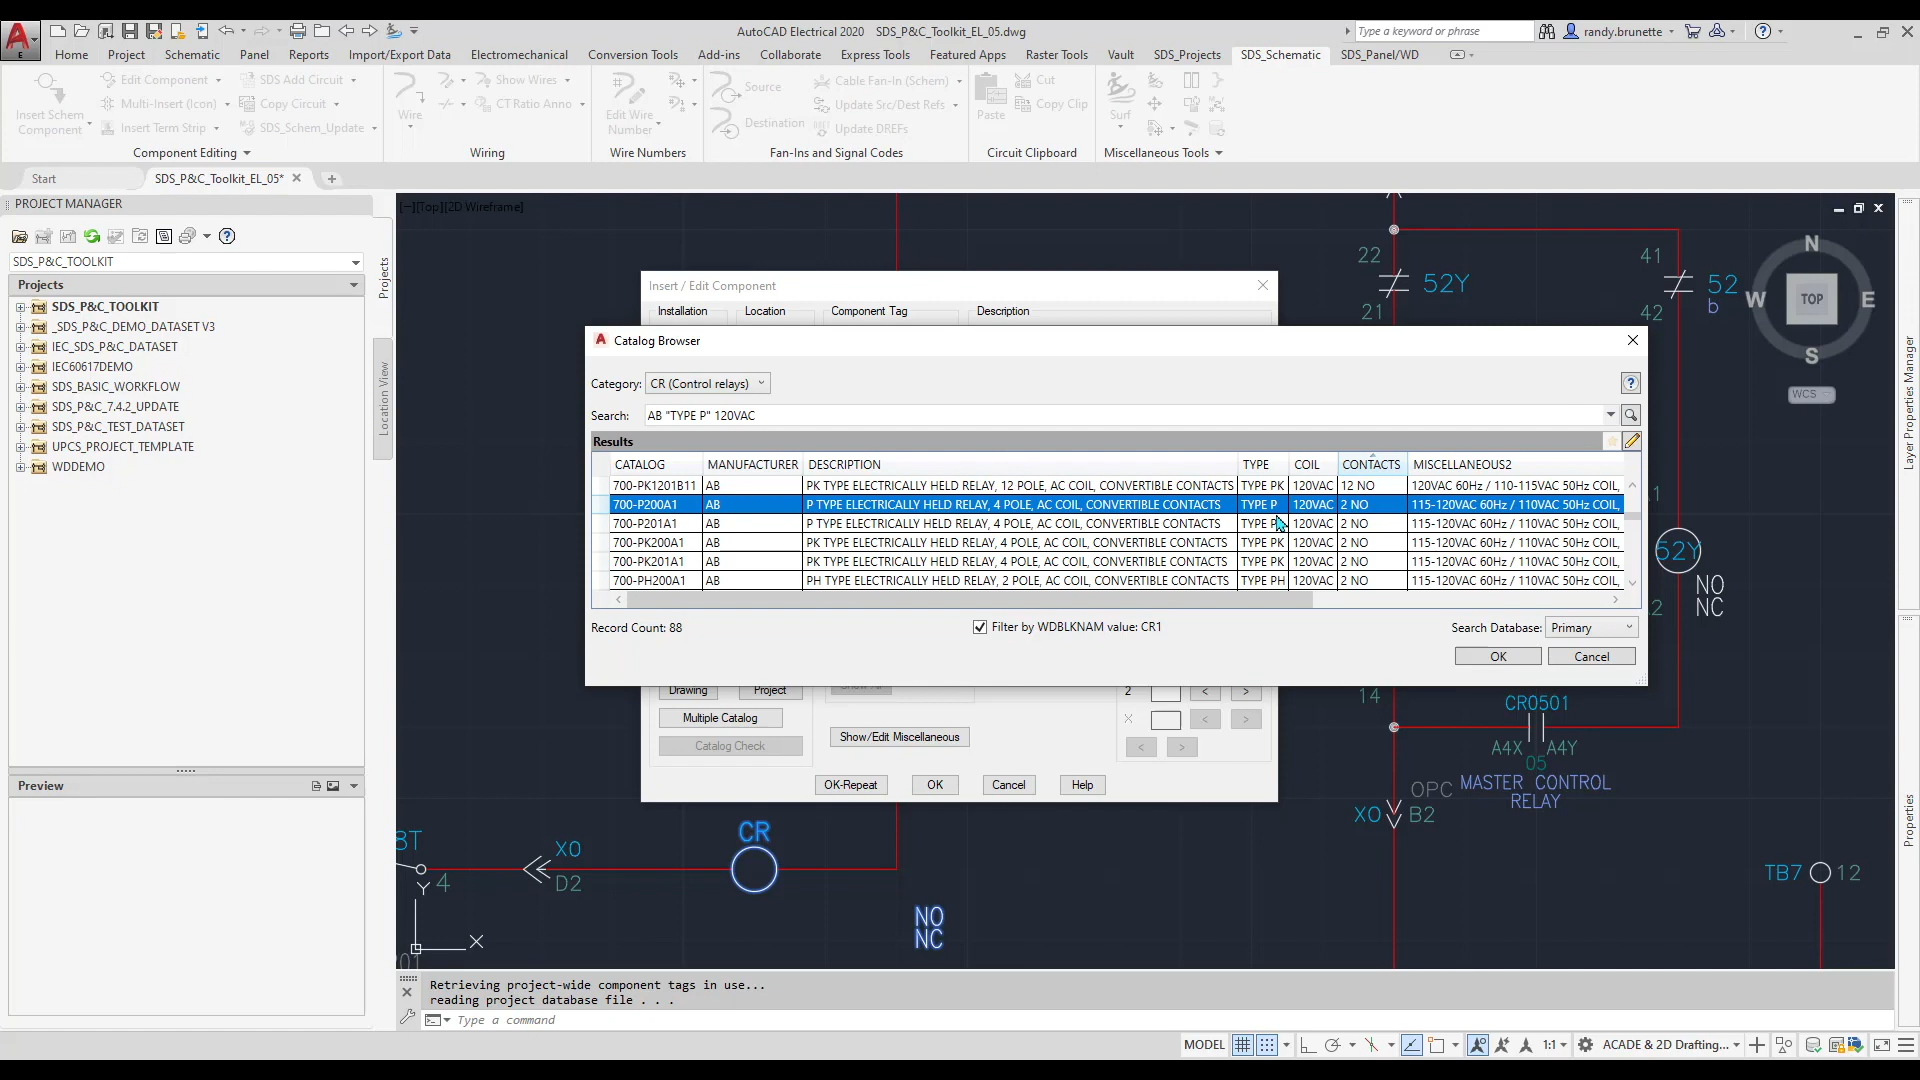 AutoCAD Electrical 2020 SDS_P&C_Toolkit_EL_05.dwg
Type a keyword or phrase
randy.brunette
E
Home Project Schematic Panel Reports Import/Export Data Electromechanical Conversion Tools Add-ins Collaborate Express Tools Featured Apps Raster Tools Vault SDS_Projects SDS_Schematic SDS_Panel/WD
Insert Schem Component
Edit Component
Multi-Insert (Icon)
Insert Term Strip
SDS Add Circuit
Copy Circuit
SDS_Schem_Update
Component Editing
Wire
Show Wires
CT Ratio Anno
Wiring
Edit Wire Number
Wire Numbers
Source
Destination
Cable Fan-In (Schem)
Update Src/Dest Refs
Update DREFs
Fan-Ins and Signal Codes
Paste
Cut
Copy Clip
Circuit Clipboard
Surf
Miscellaneous Tools
Start
SDS_P&C_Toolkit_EL_05*
PROJECT MANAGER
SDS_P&C_TOOLKIT
Projects
SDS_P&C_TOOLKIT
_SDS_P&C_DEMO_DATASET V3
IEC_SDS_P&C_DATASET
IEC60617DEMO
SDS_BASIC_WORKFLOW
SDS_P&C_7.4.2_UPDATE
SDS_P&C_TEST_DATASET
UPCS_PROJECT_TEMPLATE
WDDEMO
Preview
Projects
Location View
[—][Top][2D Wireframe]
Insert / Edit Component
Installation Location Component Tag Description
Catalog Browser
Category: CR (Control relays)
Search: AB "TYPE P" 120VAC
Results
CATALOG MANUFACTURER DESCRIPTION TYPE COIL CONTACTS MISCELLANEOUS2
700-PK1201B11 AB PK TYPE ELECTRICALLY HELD RELAY, 12 POLE, AC COIL, CONVERTIBLE CONTACTS TYPE PK 120VAC 12 NO 120VAC 60Hz / 110-115VAC 50Hz COIL,
700-P200A1 AB P TYPE ELECTRICALLY HELD RELAY, 4 POLE, AC COIL, CONVERTIBLE CONTACTS TYPE P 120VAC 2 NO 115-120VAC 60Hz / 110VAC 50Hz COIL,
700-P201A1 AB P TYPE ELECTRICALLY HELD RELAY, 4 POLE, AC COIL, CONVERTIBLE CONTACTS TYPE P 120VAC 2 NO 115-120VAC 60Hz / 110VAC 50Hz COIL,
700-PK200A1 AB PK TYPE ELECTRICALLY HELD RELAY, 4 POLE, AC COIL, CONVERTIBLE CONTACTS TYPE PK 120VAC 2 NO 115-120VAC 60Hz / 110VAC 50Hz COIL,
700-PK201A1 AB PK TYPE ELECTRICALLY HELD RELAY, 4 POLE, AC COIL, CONVERTIBLE CONTACTS TYPE PK 120VAC 2 NO 115-120VAC 60Hz / 110VAC 50Hz COIL,
700-PH200A1 AB PH TYPE ELECTRICALLY HELD RELAY, 2 POLE, AC COIL, CONVERTIBLE CONTACTS TYPE PH 120VAC 2 NO 115-120VAC 60Hz / 110VAC 50Hz COIL,
Record Count: 88
Filter by WDBLKNAM value: CR1
Search Database: Primary
OK Cancel
Drawing Project
Multiple Catalog
Catalog Check
Show/Edit Miscellaneous
2 < >
X < >
< >
OK-Repeat OK Cancel Help
22 52Y
21
41
52
b
42
N
W TOP E
S
WCS
52Y
NO
NC
14
CR0501
A4X A4Y
05
MASTER CONTROL
RELAY
OPC
X0 B2
TB7 12
8T
4
X0
D2
CR
NO
NC
Y
X
Layer Properties Manager
Properties
Retrieving project-wide component tags in use...
reading project database file . . .
Type a command
MODEL 1:1 ACADE & 2D Drafting...